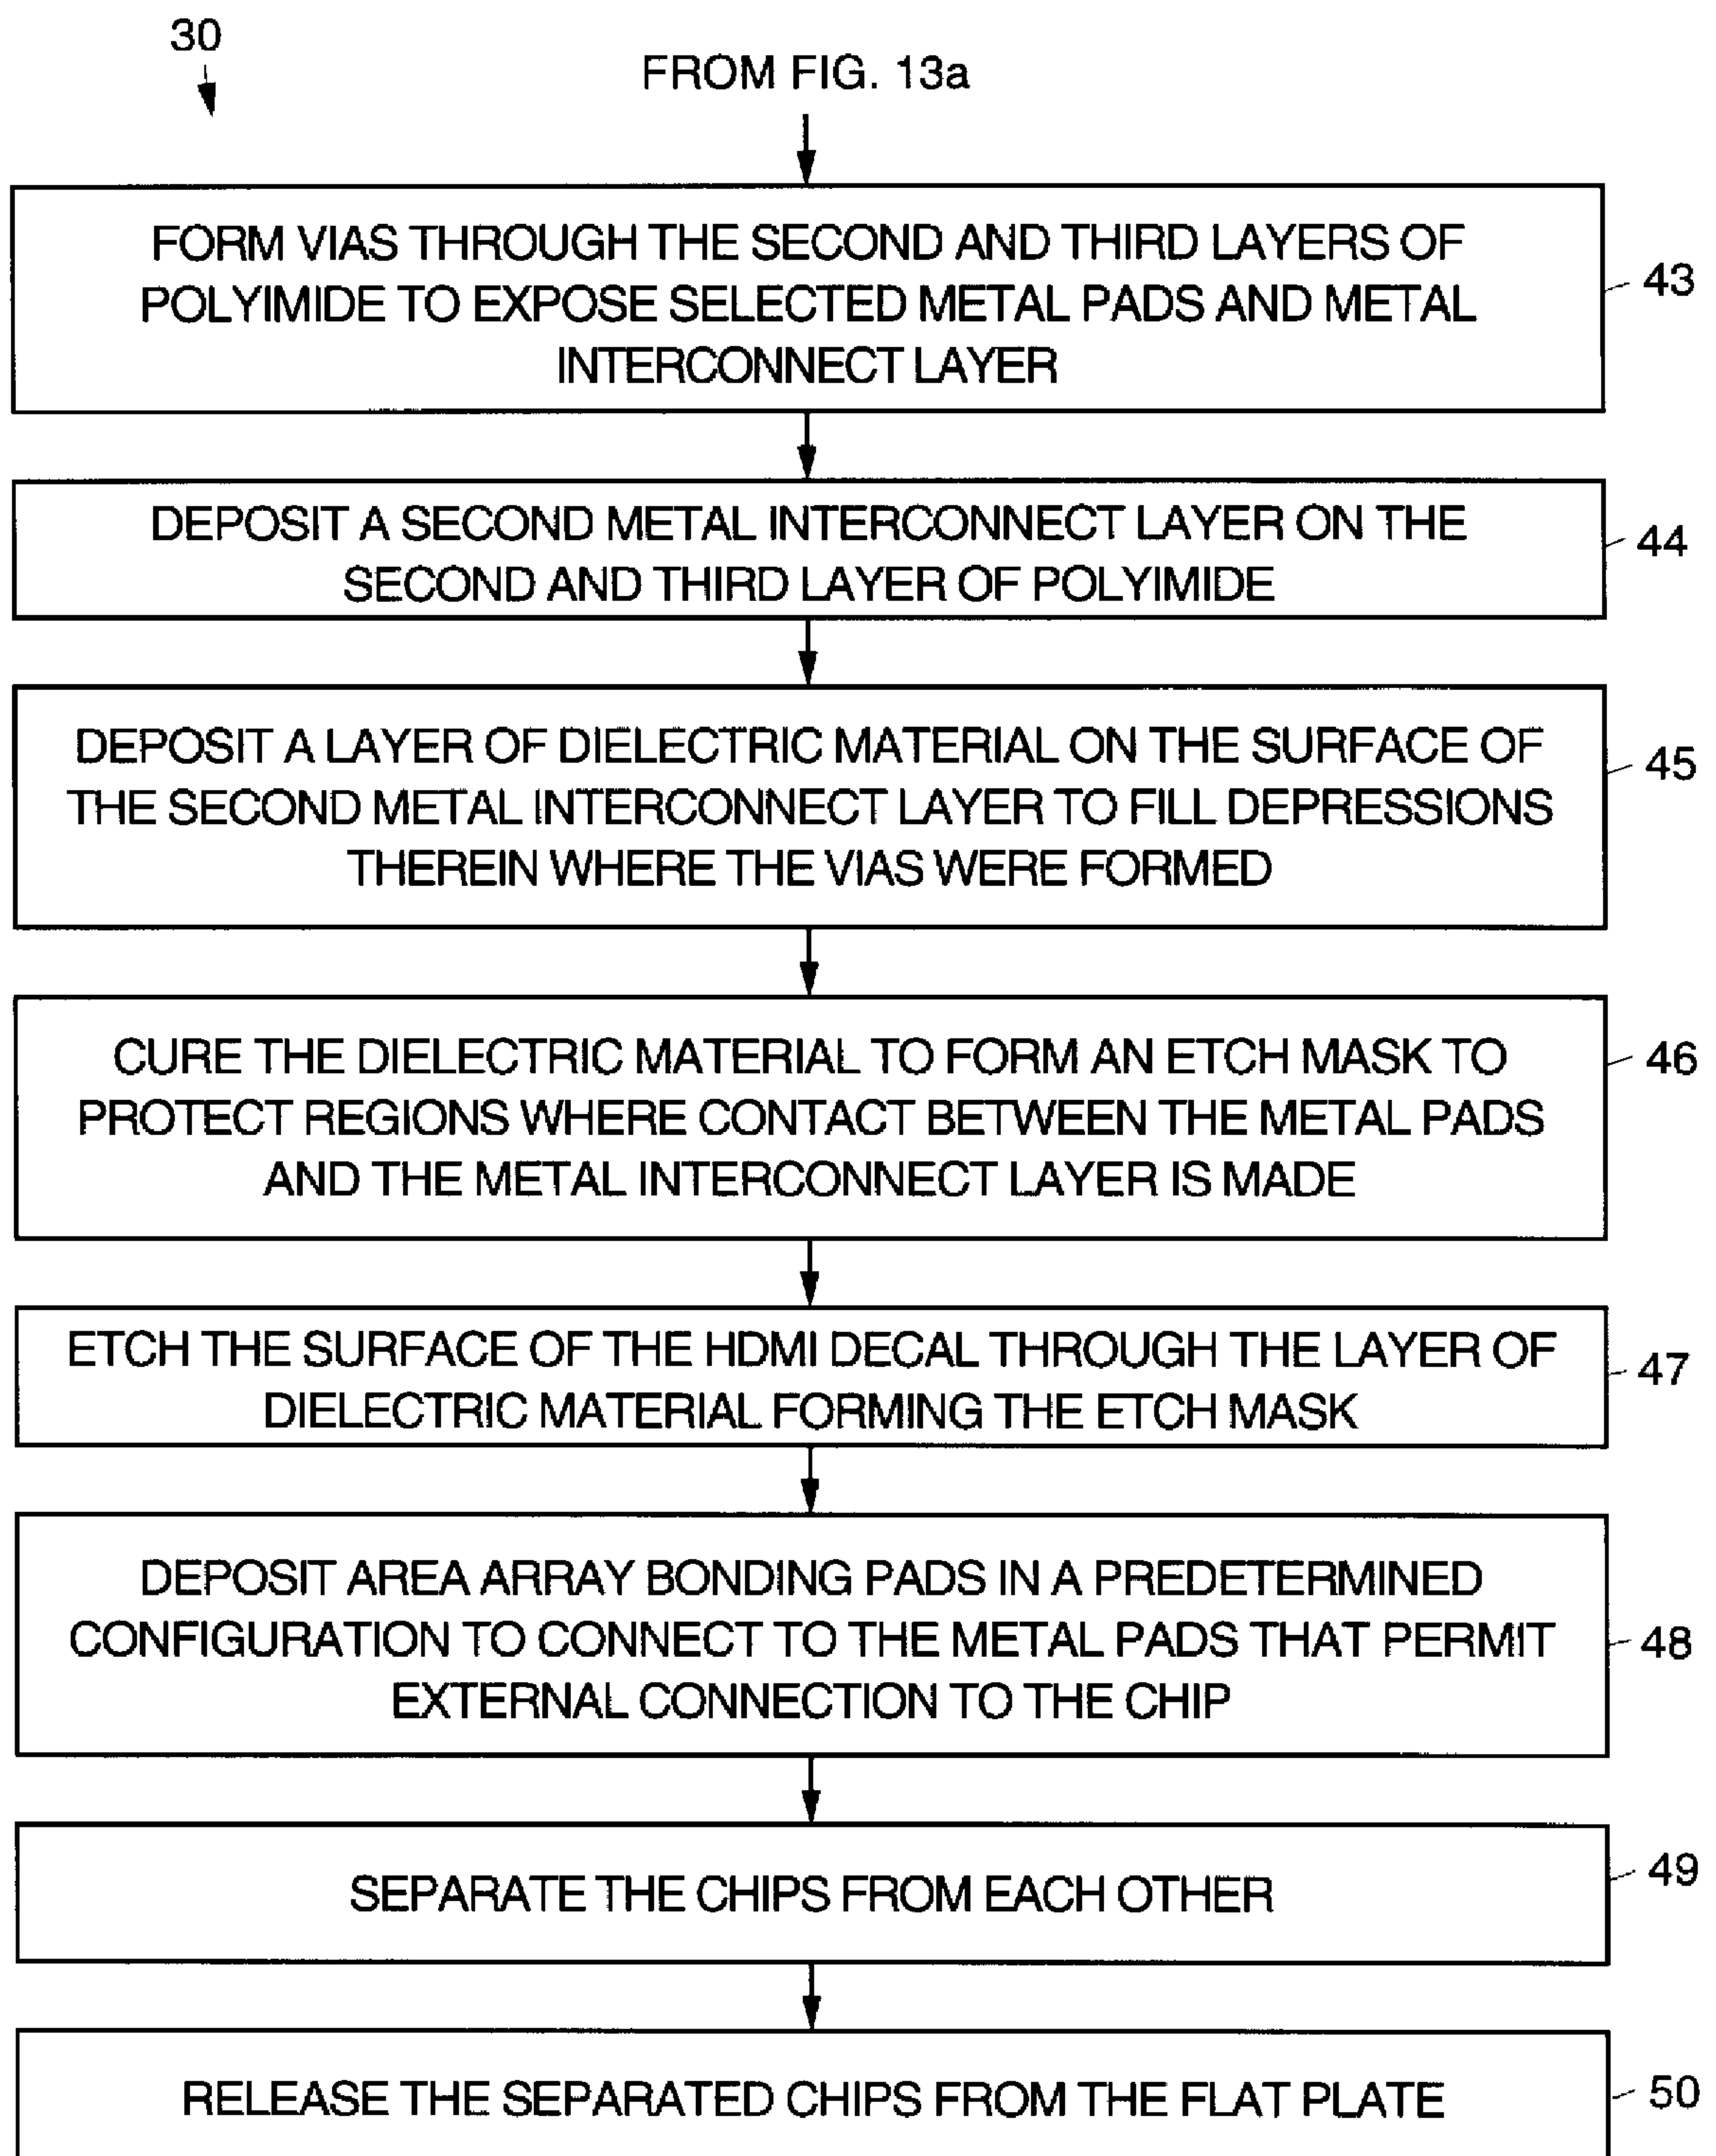 30
FROM FIG. 13a
FORM VIAS THROUGH THE SECOND AND THIRD LAYERS OF
POLYIMIDE TO EXPOSE SELECTED METAL PADS AND METAL
INTERCONNECT LAYER
43
DEPOSIT A SECOND METAL INTERCONNECT LAYER ON THE
SECOND AND THIRD LAYER OF POLYIMIDE
44
DEPOSIT A LAYER OF DIELECTRIC MATERIAL ON THE SURFACE OF
THE SECOND METAL INTERCONNECT LAYER TO FILL DEPRESSIONS
THEREIN WHERE THE VIAS WERE FORMED
45
CURE THE DIELECTRIC MATERIAL TO FORM AN ETCH MASK TO
PROTECT REGIONS WHERE CONTACT BETWEEN THE METAL PADS
AND THE METAL INTERCONNECT LAYER IS MADE
46
ETCH THE SURFACE OF THE HDMI DECAL THROUGH THE LAYER OF
DIELECTRIC MATERIAL FORMING THE ETCH MASK
47
DEPOSIT AREA ARRAY BONDING PADS IN A PREDETERMINED
CONFIGURATION TO CONNECT TO THE METAL PADS THAT PERMIT
EXTERNAL CONNECTION TO THE CHIP
48
SEPARATE THE CHIPS FROM EACH OTHER
49
RELEASE THE SEPARATED CHIPS FROM THE FLAT PLATE
50